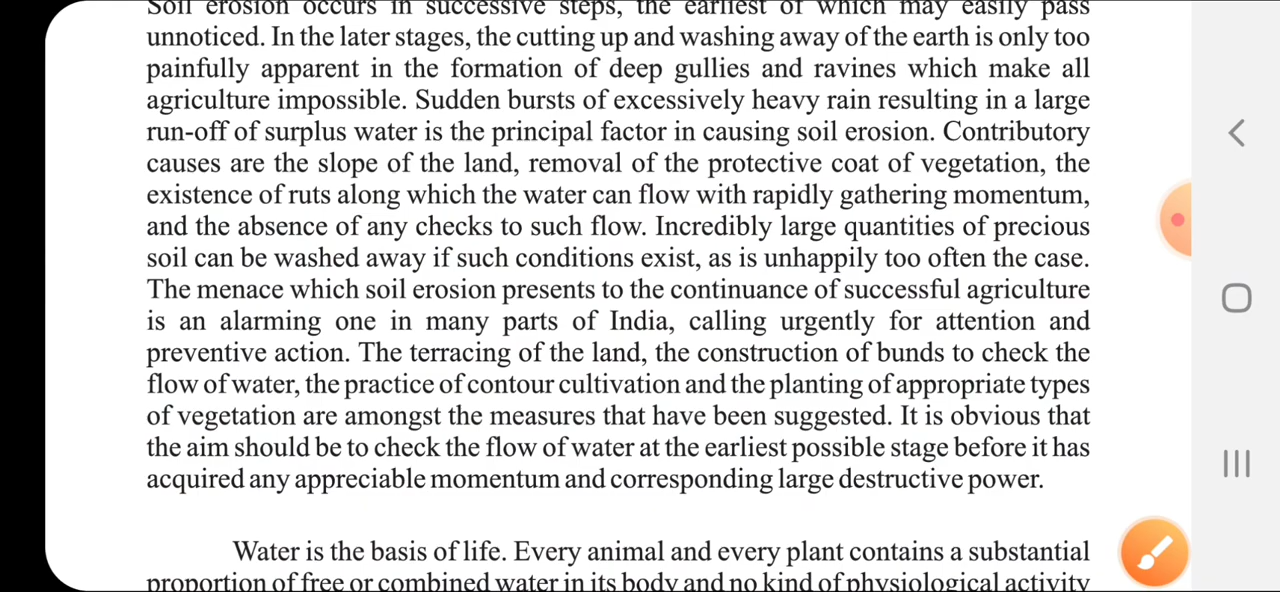 Soil erosion occurs in successive steps, the earliest of which may easily pass
unnoticed. In the later stages, the cutting up and washing away of the earth is only too
painfully apparent in the formation of deep gullies and ravines which make all
agriculture impossible. Sudden bursts of excessively heavy rain resulting in a large
run-off of surplus water is the principal factor in causing soil erosion. Contributory
causes are the slope of the land, removal of the protective coat of vegetation, the
existence of ruts along which the water can flow with rapidly gathering momentum,
and the absence of any checks to such flow. Incredibly large quantities of precious
soil can be washed away if such conditions exist, as is unhappily too often the case.
The menace which soil erosion presents to the continuance of successful agriculture
is an alarming one in many parts of India, calling urgently for attention and
preventive action. The terracing of the land, the construction of bunds to check the
flow of water, the practice of contour cultivation and the planting of appropriate types
of vegetation are amongst the measures that have been suggested. It is obvious that
the aim should be to check the flow of water at the earliest possible stage before it has
acquired any appreciable momentum and corresponding large destructive power.
Water is the basis of life. Every animal and every plant contains a substantial
proportion of free or combined water in its body and no kind of physiological activity